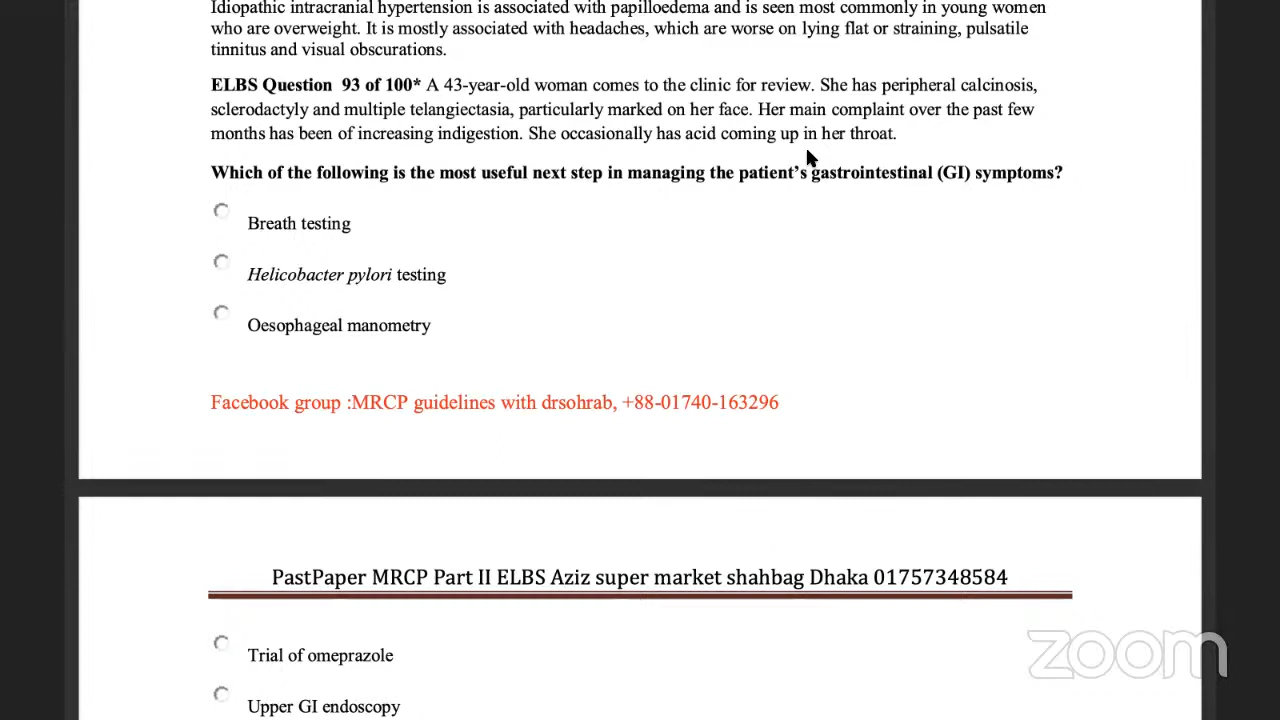 Idiopathic intracranial hypertension is associated with papilloedema and is seen most commonly in young women
who are overweight. It is mostly associated with headaches, which are worse on lying flat or straining, pulsatile
tinnitus and visual obscurations.
ELBS Question  93 of 100* A 43-year-old woman comes to the clinic for review. She has peripheral calcinosis,
sclerodactyly and multiple telangiectasia, particularly marked on her face. Her main complaint over the past few
months has been of increasing indigestion. She occasionally has acid coming up in her throat.
Which of the following is the most useful next step in managing the patient’s gastrointestinal (GI) symptoms?
Breath testing
Helicobacter pylori testing
Oesophageal manometry
Facebook group :MRCP guidelines with drsohrab, +88-01740-163296
PastPaper MRCP Part II ELBS Aziz super market shahbag Dhaka 01757348584
Trial of omeprazole
zoom
Upper GI endoscopy